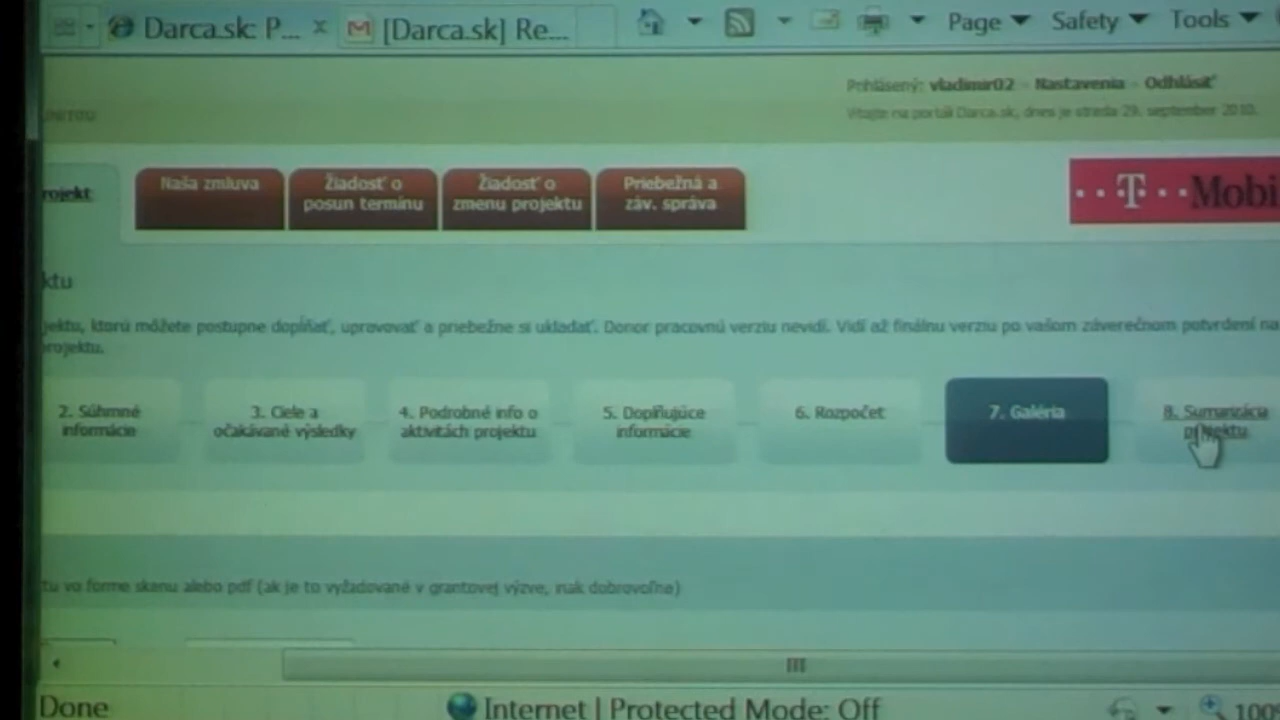 Darca.sk: P... x [Darca.sk] Re... Page Safety Tools
Prihlásený: vladimir02 - Nastavenia - Odhlásiť
Vitajte na portáli Darca.sk, dnes je streda 29. september 2010.
rojekt
Naša zmluva
Žiadosť o
posun termínu
Žiadosť o
zmenu projektu
Priebežná a
záv. správa
··T··Mobi
ktu
jektu, ktorú môžete postupne dopĺňať, upravovať a priebežne si ukladať. Donor pracovnú verziu nevidí. Vidí až finálnu verziu po vašom záverečnom potvrdení na
rojektu.
2. Súhrnné
informácie
3. Ciele a
očakávané výsledky
4. Podrobné info o
aktivitách projektu
5. Doplňujúce
informácie
6. Rozpočet
7. Galéria
8. Sumarizácia
projektu
tu vo forme skanu alebo pdf (ak je to vyžadované v grantovej výzve, inak dobrovoľne)
Done
Internet | Protected Mode: Off
100%